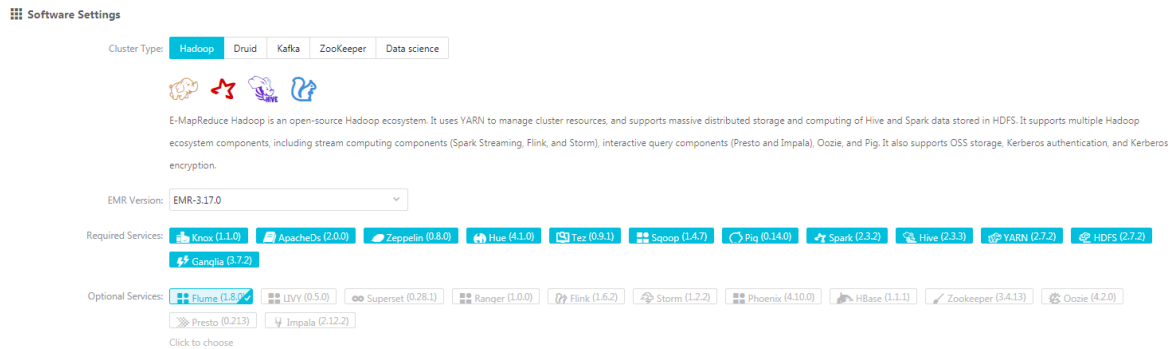 Software Settings
Cluster Type: Hadoop Druid Kafka ZooKeeper Data science
HIVE
E-MapReduce Hadoop is an open-source Hadoop ecosystem. It uses YARN to manage cluster resources, and supports massive distributed storage and computing of Hive and Spark data stored in HDFS. It supports multiple Hadoop
ecosystem components, including stream computing components (Spark Streaming, Flink, and Storm), interactive query components (Presto and Impala), Oozie, and Pig. It also supports OSS storage, Kerberos authentication, and Kerberos
encryption.
EMR Version: EMR-3.17.0
Required Services: Knox (1.1.0) ApacheDs (2.0.0) Zeppelin (0.8.0) Hue (4.1.0) Tez (0.9.1) Sqoop (1.4.7) Pig (0.14.0) Spark (2.3.2) Hive (2.3.3) YARN (2.7.2) HDFS (2.7.2)
Ganglia (3.7.2)
Optional Services: Flume (1.8.0) LIVY (0.5.0) Superset (0.28.1) Ranger (1.0.0) Flink (1.6.2) Storm (1.2.2) Phoenix (4.10.0) HBase (1.1.1) Zookeeper (3.4.13) Oozie (4.2.0)
Presto (0.213) Impala (2.12.2)
Click to choose